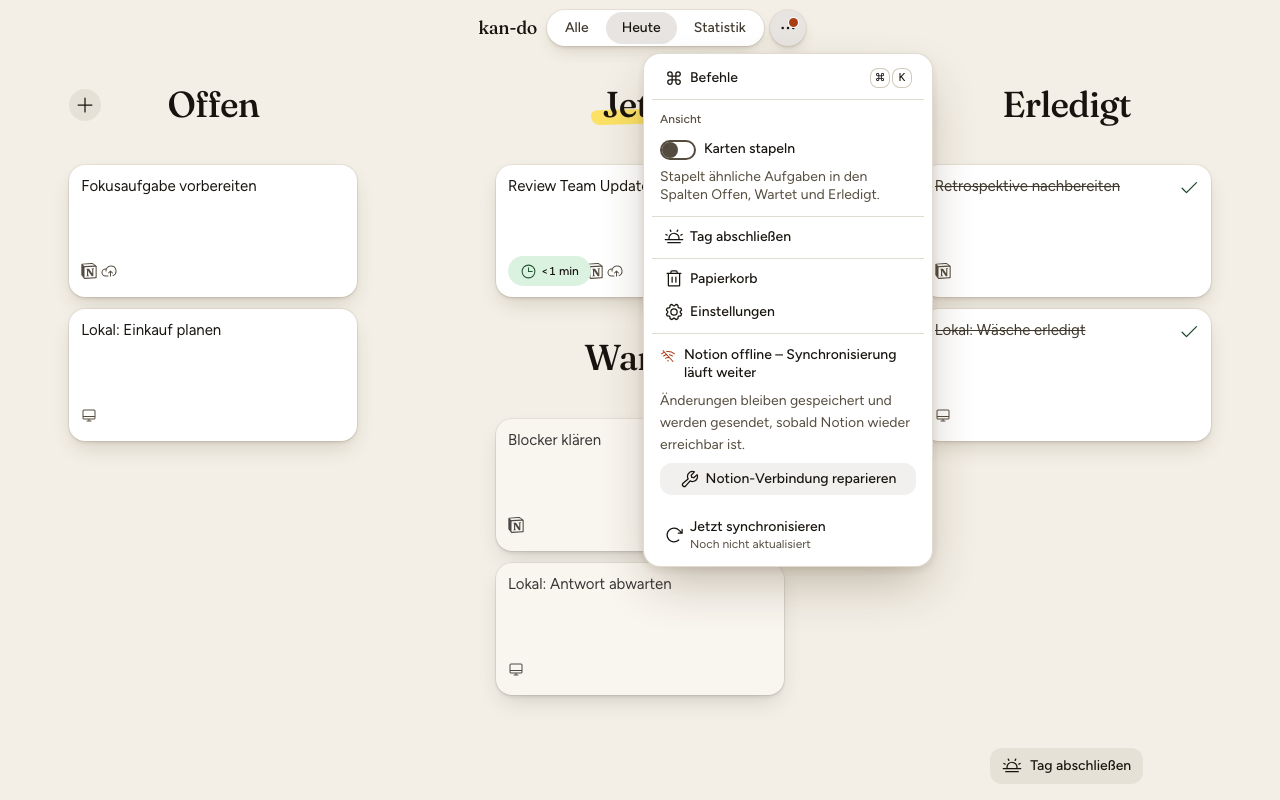 kan-do
Alle
Heute
Statistik
Befehle
⌘ K
Ansicht
Karten stapeln
Stapelt ähnliche Aufgaben in den
Spalten Offen, Wartet und Erledigt.
Tag abschließen
Papierkorb
Einstellungen
Notion offline – Synchronisierung
läuft weiter
Änderungen bleiben gespeichert und
werden gesendet, sobald Notion wieder
erreichbar ist.
Notion-Verbindung reparieren
Jetzt synchronisieren
Noch nicht aktualisiert
Offen
Fokusaufgabe vorbereiten
Lokal: Einkauf planen
Review Team Update
<1 min
Blocker klären
Lokal: Antwort abwarten
Erledigt
Retrospektive nachbereiten
Lokal: Wäsche erledigt
Tag abschließen